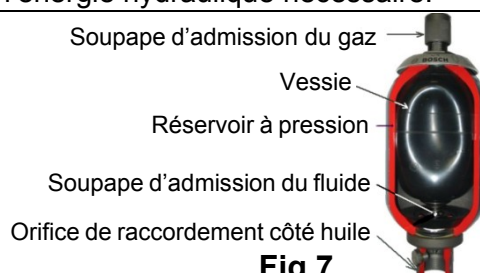 l'énergie hydraulique nécessaire.
Soupape d'admission du gaz
BOSCH
Vessie
Réservoir à pression
Soupape d'admission du fluide
Orifice de raccordement côté huile
Fig 7